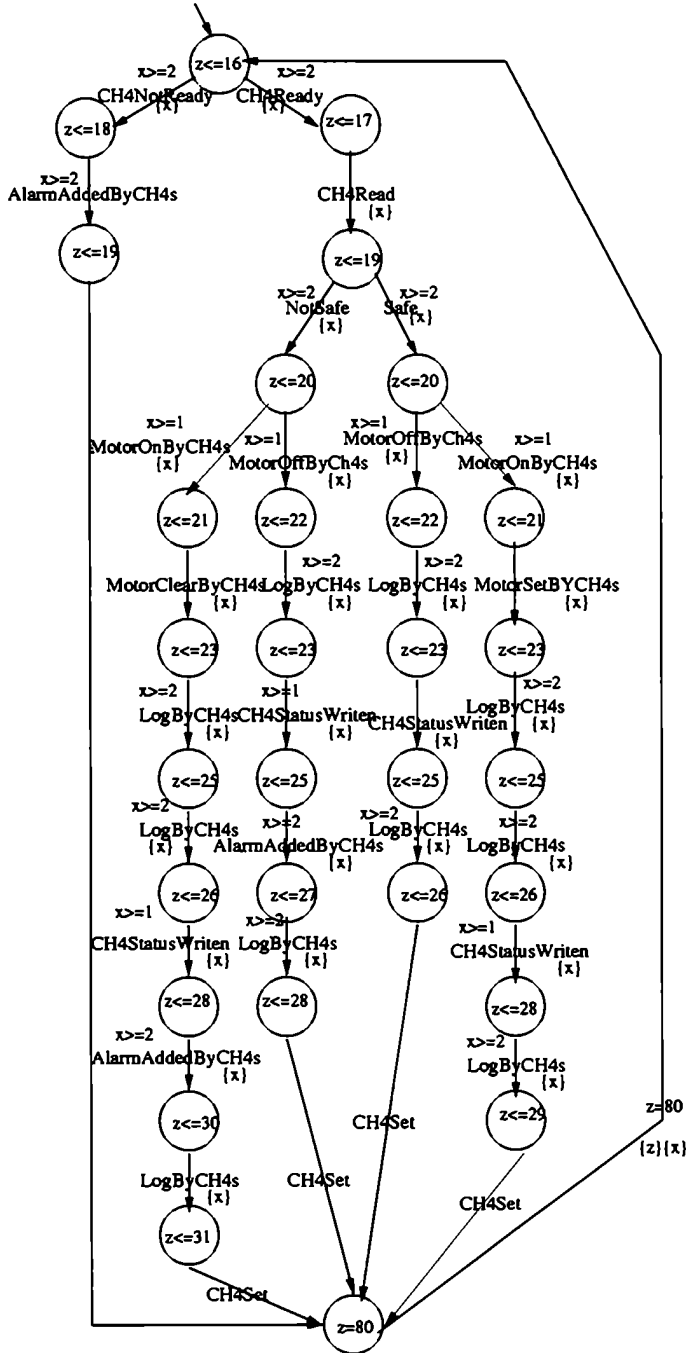 z<=16
x>=2
x>=2
CH4NotReady
CH4Ready
{x}
{x}
z<=18
z<=17
x>=2
AlarmAddedByCH4s
CH4Read
{x}
z<=19
z<=19
x>=2
x>=2
NotSafe
Safe
{x}
{x}
z<=20
z<=20
x>=1
x>=1
x>=1
x>=1
MotorOnByCH4s
{x}
MotorOffByCh4s
{x}
MotorOffByCh4s
{x}
MotorOnByCH4s
{x}
z<=21
z<=22
z<=22
z<=21
x>=2
x>=2
MotorClearByCH4s
LogByCH4s
LogByCH4s
MotorSetBYCH4s
{x}
{x}
{x}
{x}
z<=23
z<=23
z<=23
z<=23
x>=2
x>=1
x>=2
LogByCH4s
CH4StatusWriten
CH4StatusWriten
LogByCH4s
{x}
{x}
{x}
{x}
z<=25
z<=25
z<=25
z<=25
x>=2
x>=2
x>=2
x>=2
LogByCH4s
AlarmAddedByCH4s
LogByCH4s
LogByCH4s
{x}
{x}
{x}
{x}
z<=26
z<=27
z<=26
z<=26
x>=1
x>=2
x>=1
CH4StatusWriten
LogByCH4s
CH4StatusWriten
{x}
{x}
{x}
z<=28
z<=28
z<=28
x>=2
x>=2
AlarmAddedByCH4s
LogByCH4s
{x}
{x}
z<=30
z<=29
z=80
{z}{x}
CH4Set
LogByCH4s
{x}
CH4Set
CH4Set
z<=31
CH4Set
z=80